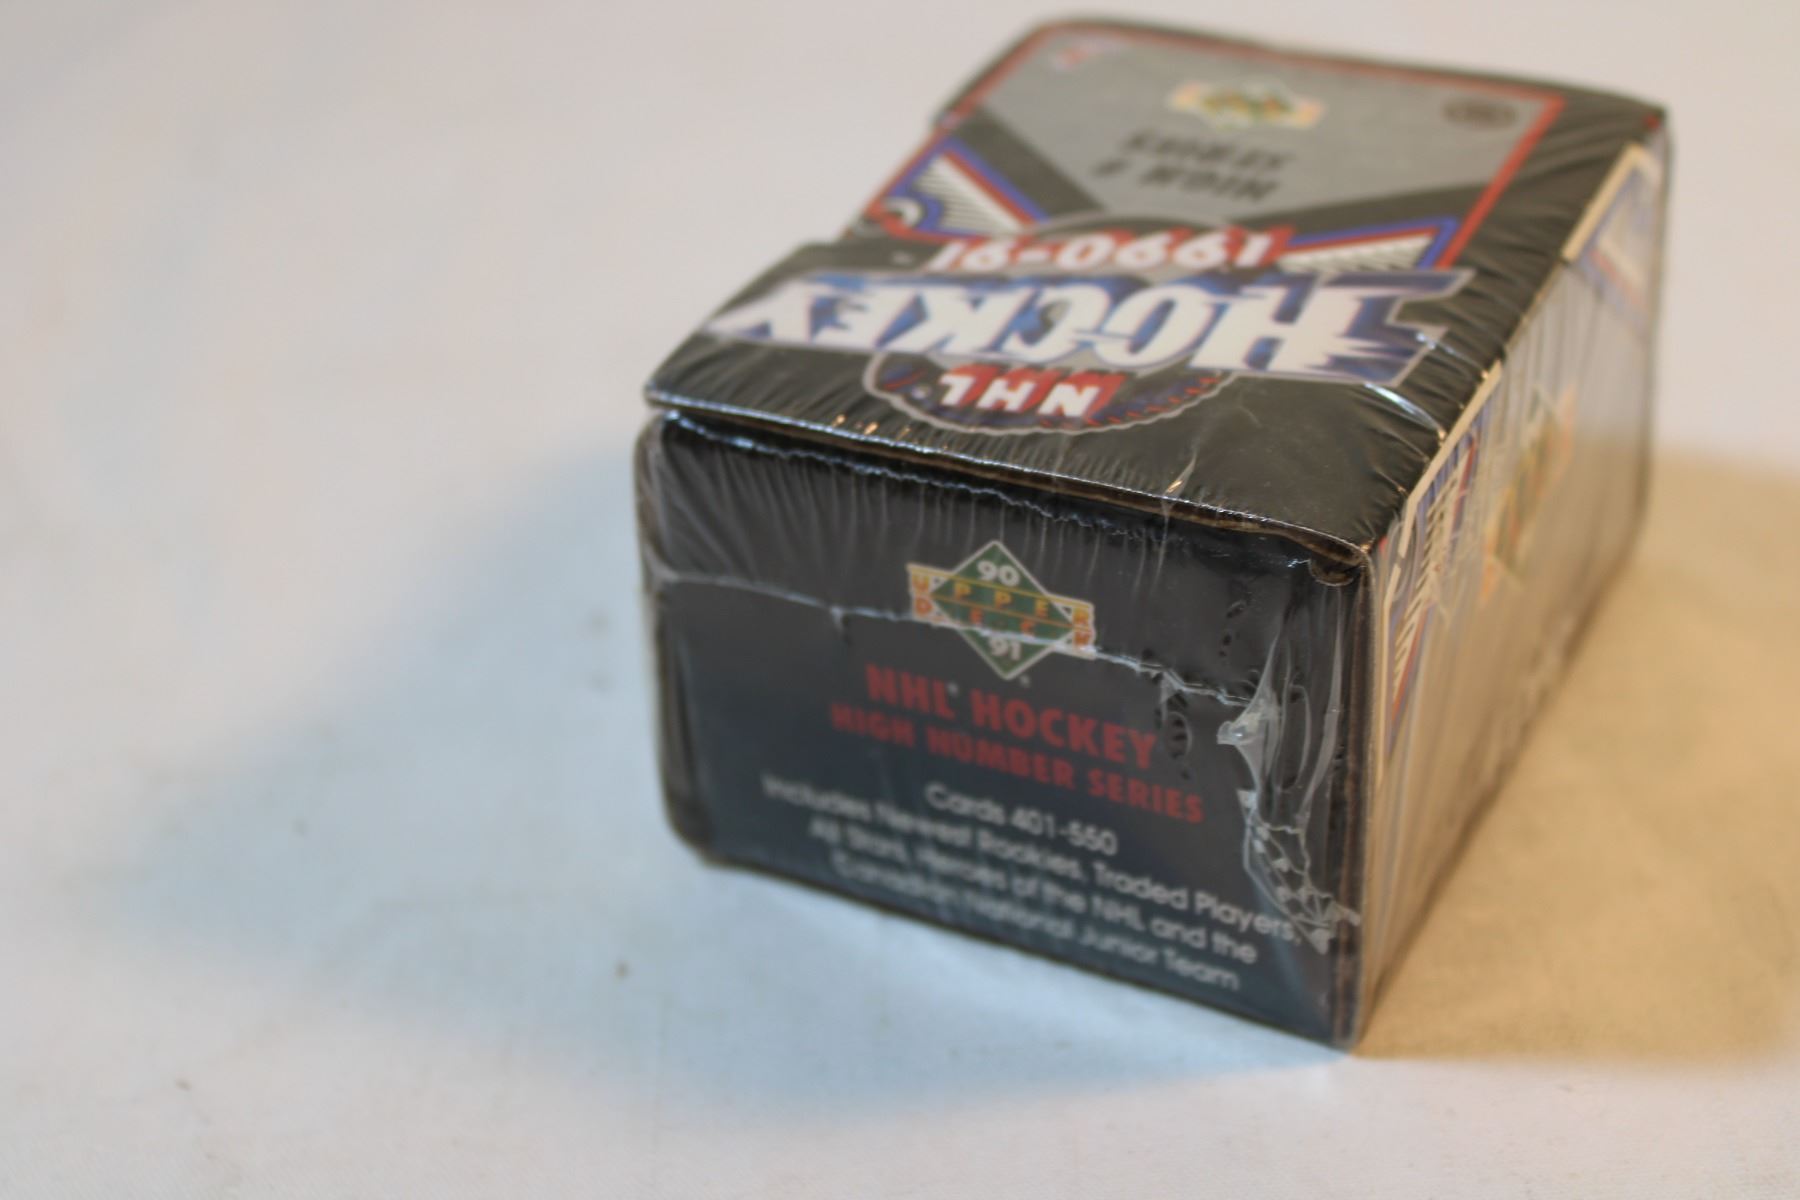 HIGH #
SERIES
1990-91
HOCKEY
NHL
90
UPPER
DECK
91
NHL HOCKEY
HIGH NUMBER SERIES
Cards 401-550
Includes Newest Rookies, Traded Players,
All Stars, Heroes of the NHL and the
Canadian National Junior Team